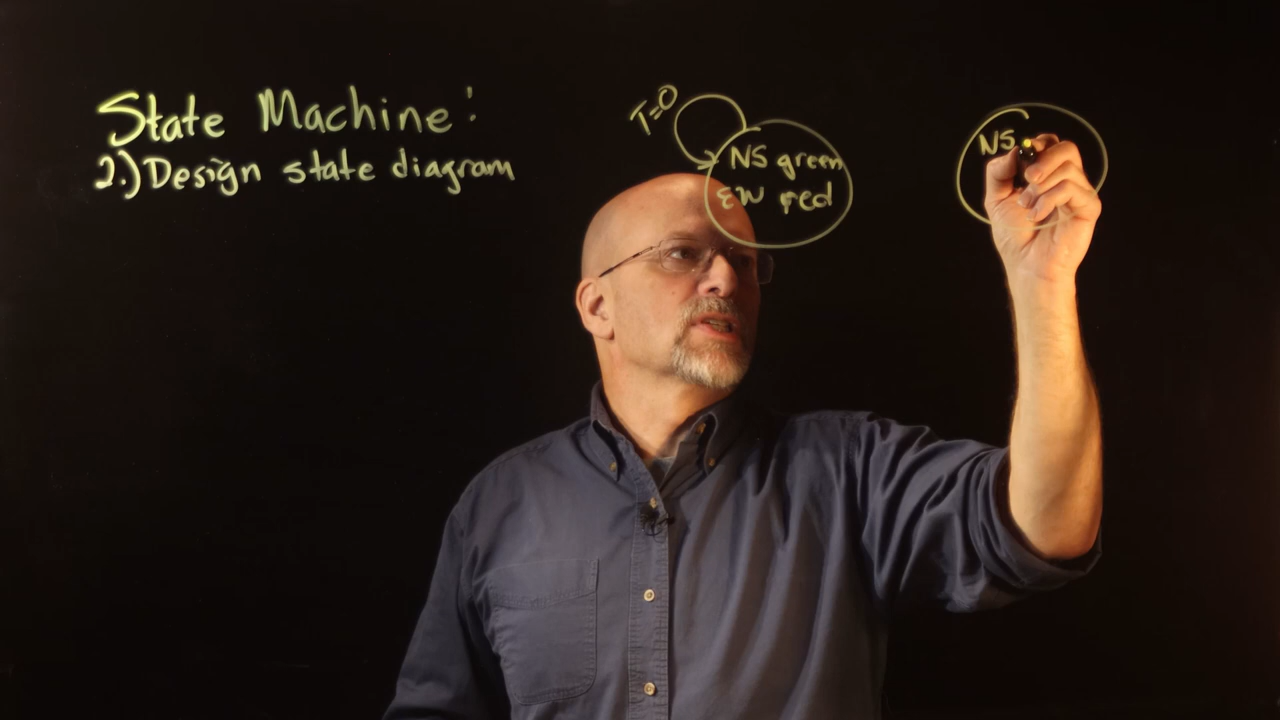 State Machine:
2.) Design state diagram
T=0
NS green
EW red
NS